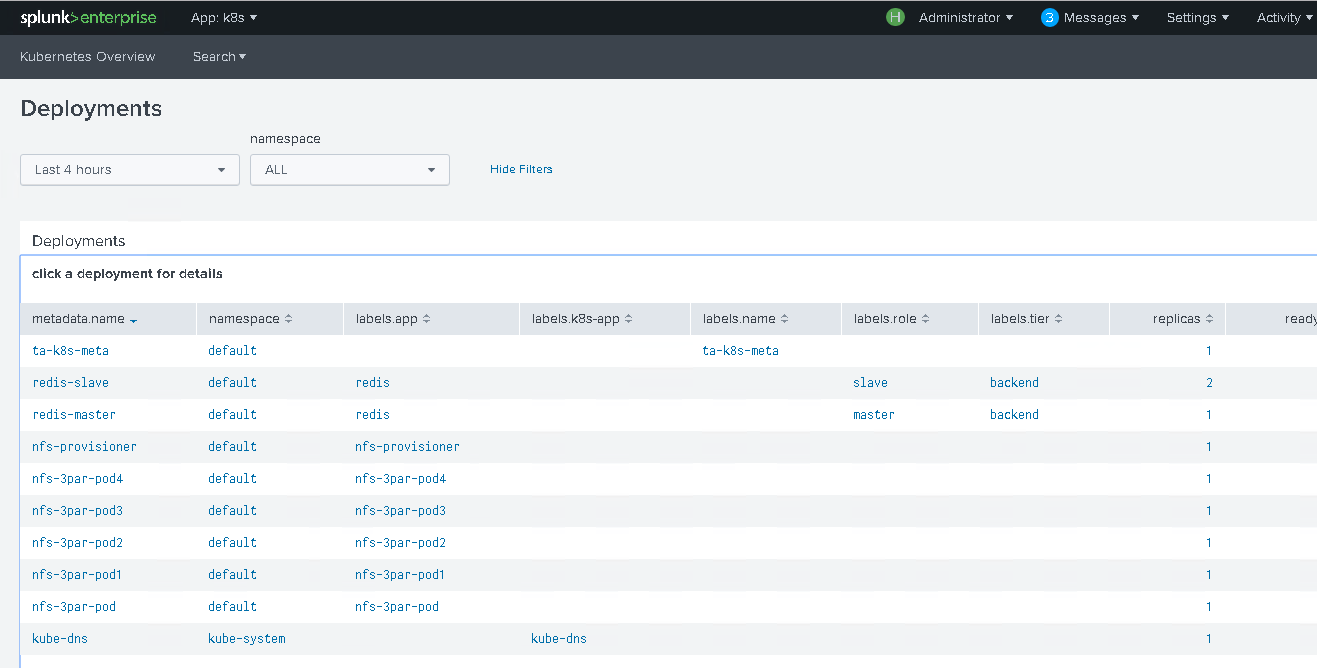 splunk>enterprise App: k8s H Administrator 3 Messages Settings Activity
Kubernetes Overview Search
Deployments
namespace
Last 4 hours ALL Hide Filters
Deployments
click a deployment for details
metadata.name namespace labels.app labels.k8s-app labels.name labels.role labels.tier replicas ready
ta-k8s-meta default ta-k8s-meta 1
redis-slave default redis slave backend 2
redis-master default redis master backend 1
nfs-provisioner default nfs-provisioner 1
nfs-3par-pod4 default nfs-3par-pod4 1
nfs-3par-pod3 default nfs-3par-pod3 1
nfs-3par-pod2 default nfs-3par-pod2 1
nfs-3par-pod1 default nfs-3par-pod1 1
nfs-3par-pod default nfs-3par-pod 1
kube-dns kube-system kube-dns 1